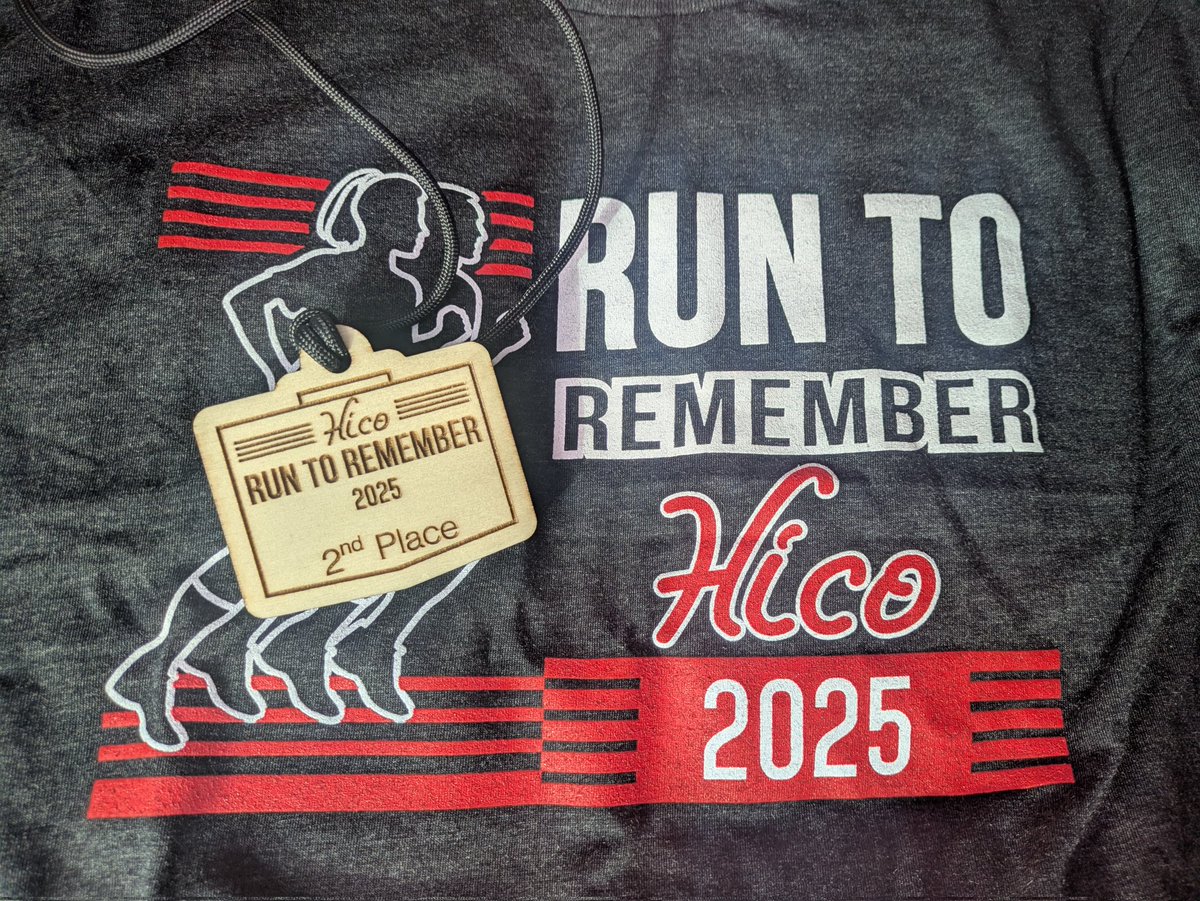 RUN TO
REMEMBER
Hico
2025
Hico
RUN TO REMEMBER
2025
2nd Place